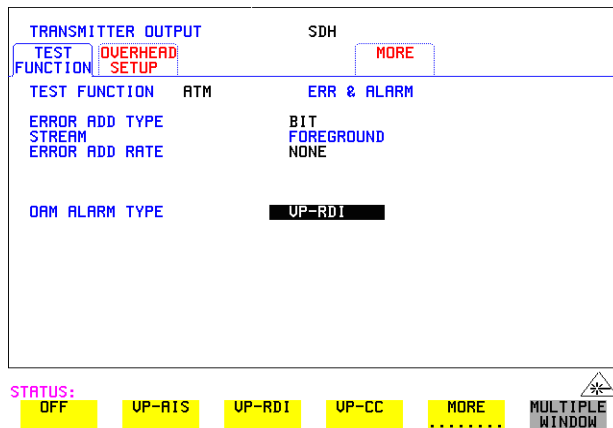 TRANSMITTER OUTPUT SDH
TEST FUNCTION
OVERHEAD SETUP
MORE
TEST FUNCTION ATM ERR & ALARM
ERROR ADD TYPE BIT
STREAM FOREGROUND
ERROR ADD RATE NONE
OAM ALARM TYPE VP-RDI
STATUS:
OFF VP-AIS VP-RDI VP-CC MORE ........ MULTIPLE WINDOW